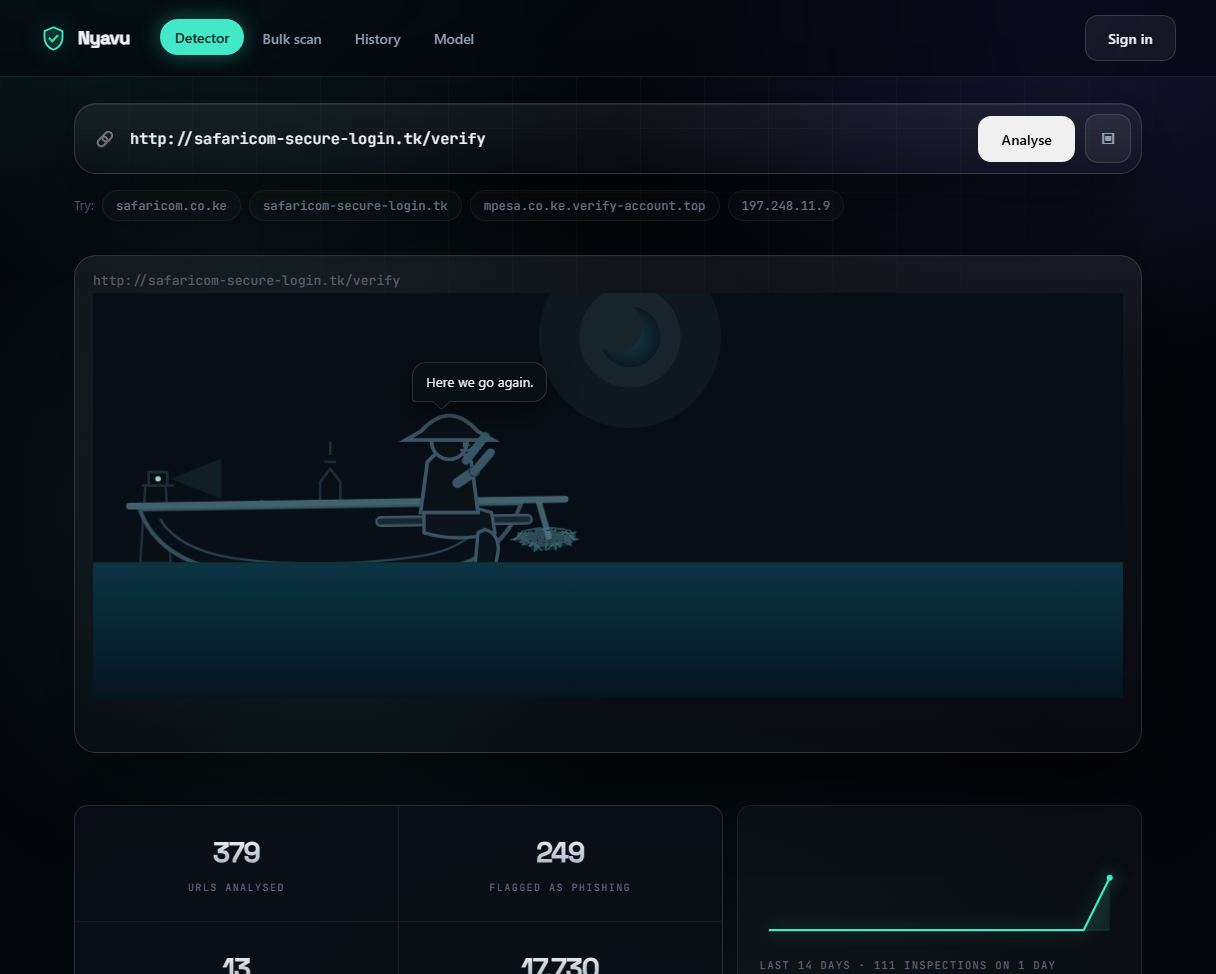 Nyavu
Detector
Bulk scan
History
Model
Sign in
http://safaricom-secure-login.tk/verify
Analyse
Try:
safaricom.co.ke
safaricom-secure-login.tk
mpesa.co.ke.verify-account.top
197.248.11.9
http://safaricom-secure-login.tk/verify
Here we go again.
379
URLS ANALYSED
249
FLAGGED AS PHISHING
13
17,730
LAST 14 DAYS · 111 INSPECTIONS ON 1 DAY